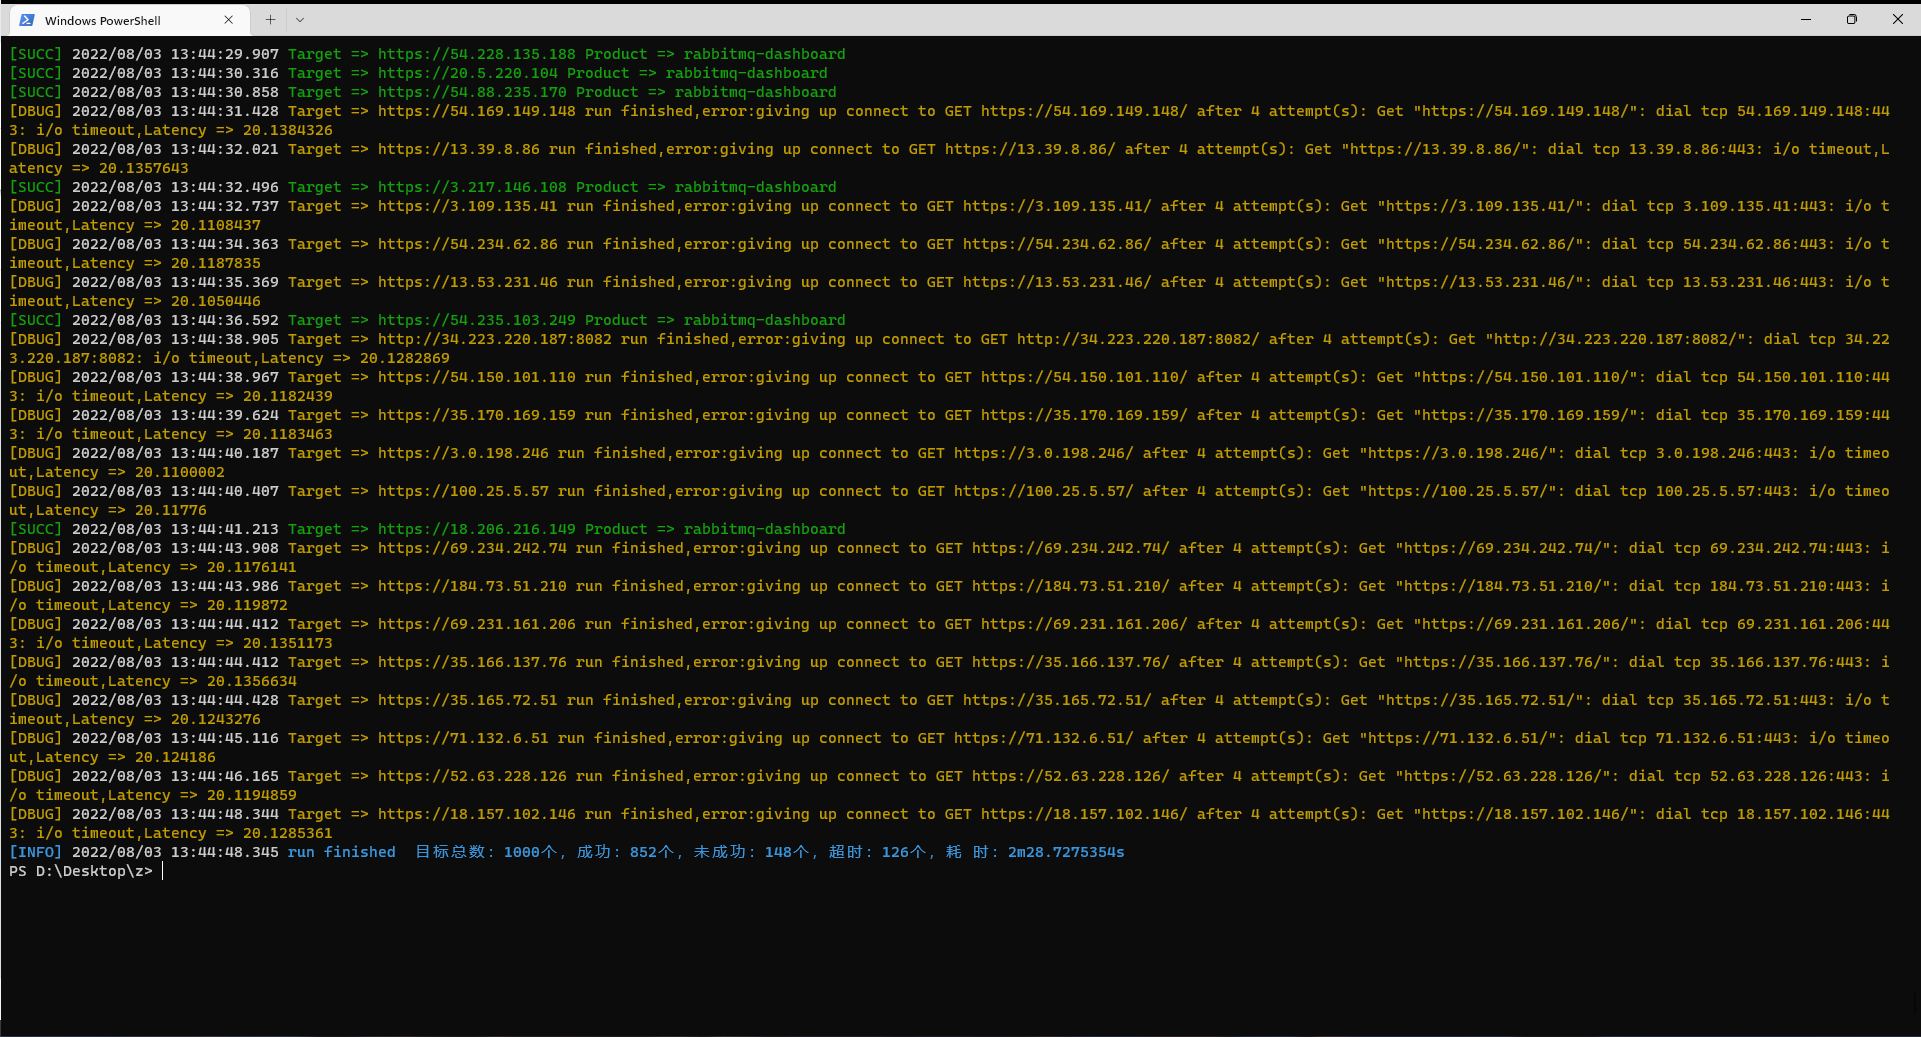 Windows PowerShell
[SUCC] 2022/08/03 13:44:29.907 Target => https://54.228.135.188 Product => rabbitmq-dashboard
[SUCC] 2022/08/03 13:44:30.316 Target => https://20.5.220.104 Product => rabbitmq-dashboard
[SUCC] 2022/08/03 13:44:30.858 Target => https://54.88.235.170 Product => rabbitmq-dashboard
[DBUG] 2022/08/03 13:44:31.428 Target => https://54.169.149.148 run finished,error:giving up connect to GET https://54.169.149.148/ after 4 attempt(s): Get "https://54.169.149.148/": dial tcp 54.169.149.148:44
3: i/o timeout,Latency => 20.1384326
[DBUG] 2022/08/03 13:44:32.021 Target => https://13.39.8.86 run finished,error:giving up connect to GET https://13.39.8.86/ after 4 attempt(s): Get "https://13.39.8.86/": dial tcp 13.39.8.86:443: i/o timeout,L
atency => 20.1357643
[SUCC] 2022/08/03 13:44:32.496 Target => https://3.217.146.108 Product => rabbitmq-dashboard
[DBUG] 2022/08/03 13:44:32.737 Target => https://3.109.135.41 run finished,error:giving up connect to GET https://3.109.135.41/ after 4 attempt(s): Get "https://3.109.135.41/": dial tcp 3.109.135.41:443: i/o t
imeout,Latency => 20.1108437
[DBUG] 2022/08/03 13:44:34.363 Target => https://54.234.62.86 run finished,error:giving up connect to GET https://54.234.62.86/ after 4 attempt(s): Get "https://54.234.62.86/": dial tcp 54.234.62.86:443: i/o t
imeout,Latency => 20.1187835
[DBUG] 2022/08/03 13:44:35.369 Target => https://13.53.231.46 run finished,error:giving up connect to GET https://13.53.231.46/ after 4 attempt(s): Get "https://13.53.231.46/": dial tcp 13.53.231.46:443: i/o t
imeout,Latency => 20.1050446
[SUCC] 2022/08/03 13:44:36.592 Target => https://54.235.103.249 Product => rabbitmq-dashboard
[DBUG] 2022/08/03 13:44:38.905 Target => http://34.223.220.187:8082 run finished,error:giving up connect to GET http://34.223.220.187:8082/ after 4 attempt(s): Get "http://34.223.220.187:8082/": dial tcp 34.22
3.220.187:8082: i/o timeout,Latency => 20.1282869
[DBUG] 2022/08/03 13:44:38.967 Target => https://54.150.101.110 run finished,error:giving up connect to GET https://54.150.101.110/ after 4 attempt(s): Get "https://54.150.101.110/": dial tcp 54.150.101.110:44
3: i/o timeout,Latency => 20.1182439
[DBUG] 2022/08/03 13:44:39.624 Target => https://35.170.169.159 run finished,error:giving up connect to GET https://35.170.169.159/ after 4 attempt(s): Get "https://35.170.169.159/": dial tcp 35.170.169.159:44
3: i/o timeout,Latency => 20.1183463
[DBUG] 2022/08/03 13:44:40.187 Target => https://3.0.198.246 run finished,error:giving up connect to GET https://3.0.198.246/ after 4 attempt(s): Get "https://3.0.198.246/": dial tcp 3.0.198.246:443: i/o timeo
ut,Latency => 20.1100002
[DBUG] 2022/08/03 13:44:40.407 Target => https://100.25.5.57 run finished,error:giving up connect to GET https://100.25.5.57/ after 4 attempt(s): Get "https://100.25.5.57/": dial tcp 100.25.5.57:443: i/o timeo
ut,Latency => 20.11776
[SUCC] 2022/08/03 13:44:41.213 Target => https://18.206.216.149 Product => rabbitmq-dashboard
[DBUG] 2022/08/03 13:44:43.908 Target => https://69.234.242.74 run finished,error:giving up connect to GET https://69.234.242.74/ after 4 attempt(s): Get "https://69.234.242.74/": dial tcp 69.234.242.74:443: i
/o timeout,Latency => 20.1176141
[DBUG] 2022/08/03 13:44:43.986 Target => https://184.73.51.210 run finished,error:giving up connect to GET https://184.73.51.210/ after 4 attempt(s): Get "https://184.73.51.210/": dial tcp 184.73.51.210:443: i
/o timeout,Latency => 20.119872
[DBUG] 2022/08/03 13:44:44.412 Target => https://69.231.161.206 run finished,error:giving up connect to GET https://69.231.161.206/ after 4 attempt(s): Get "https://69.231.161.206/": dial tcp 69.231.161.206:44
3: i/o timeout,Latency => 20.1351173
[DBUG] 2022/08/03 13:44:44.412 Target => https://35.166.137.76 run finished,error:giving up connect to GET https://35.166.137.76/ after 4 attempt(s): Get "https://35.166.137.76/": dial tcp 35.166.137.76:443: i
/o timeout,Latency => 20.1356634
[DBUG] 2022/08/03 13:44:44.428 Target => https://35.165.72.51 run finished,error:giving up connect to GET https://35.165.72.51/ after 4 attempt(s): Get "https://35.165.72.51/": dial tcp 35.165.72.51:443: i/o t
imeout,Latency => 20.1243276
[DBUG] 2022/08/03 13:44:45.116 Target => https://71.132.6.51 run finished,error:giving up connect to GET https://71.132.6.51/ after 4 attempt(s): Get "https://71.132.6.51/": dial tcp 71.132.6.51:443: i/o timeo
ut,Latency => 20.124186
[DBUG] 2022/08/03 13:44:46.165 Target => https://52.63.228.126 run finished,error:giving up connect to GET https://52.63.228.126/ after 4 attempt(s): Get "https://52.63.228.126/": dial tcp 52.63.228.126:443: i
/o timeout,Latency => 20.1194859
[DBUG] 2022/08/03 13:44:48.344 Target => https://18.157.102.146 run finished,error:giving up connect to GET https://18.157.102.146/ after 4 attempt(s): Get "https://18.157.102.146/": dial tcp 18.157.102.146:44
3: i/o timeout,Latency => 20.1285361
[INFO] 2022/08/03 13:44:48.345 run finished  目标总数: 1000个, 成功: 852个, 未成功: 148个, 超时: 126个, 耗 时: 2m28.7275354s
PS D:\Desktop\z>